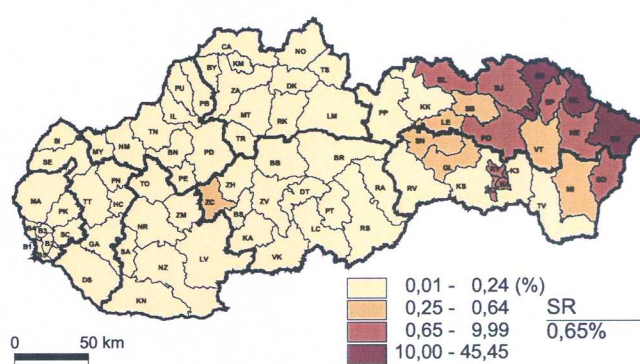 CA
NO
BY
KM
TS
PU
ZA
DK
SL
BJ
SK
PB
IL
MT
RK
LM
PP
KK
SB
SP
ML
TN
LE
PO
HE
SV
SI
MY
NM
BN
PD
TR
SN
VT
SE
PE
BB
BR
GL
SO
PN
TO
ZH
DT
RA
RV
KS
MI
MA
TT
HC
ZC
ZV
TV
PK
NR
ZM
BS
PT
SC
LC
RS
GA
SA
KA
B1
NZ
LV
VK
DS
KN
0,01 - 0,24 (%)
0,25 - 0,64
SR
0,65 - 9,99
0,65%
10,00 - 45,45
0 50 km